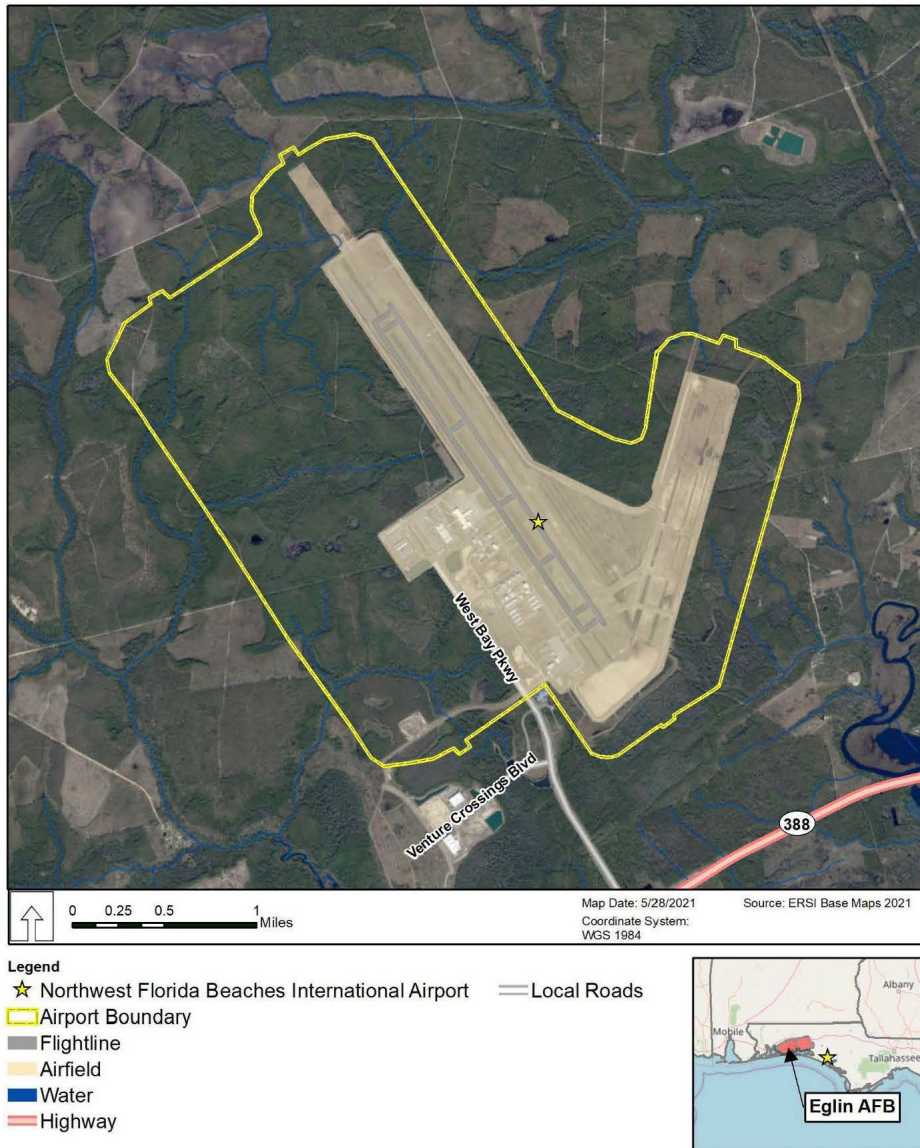 West Bay Pkwy
Venture Crossings Blvd
388
0 0.25 0.5 1
Miles
Map Date: 5/28/2021
Coordinate System:
WGS 1984
Source: ERSI Base Maps 2021
Legend
Northwest Florida Beaches International Airport
Local Roads
Airport Boundary
Flightline
Airfield
Water
Highway
Mobile
Albany
Tallahassee
Eglin AFB